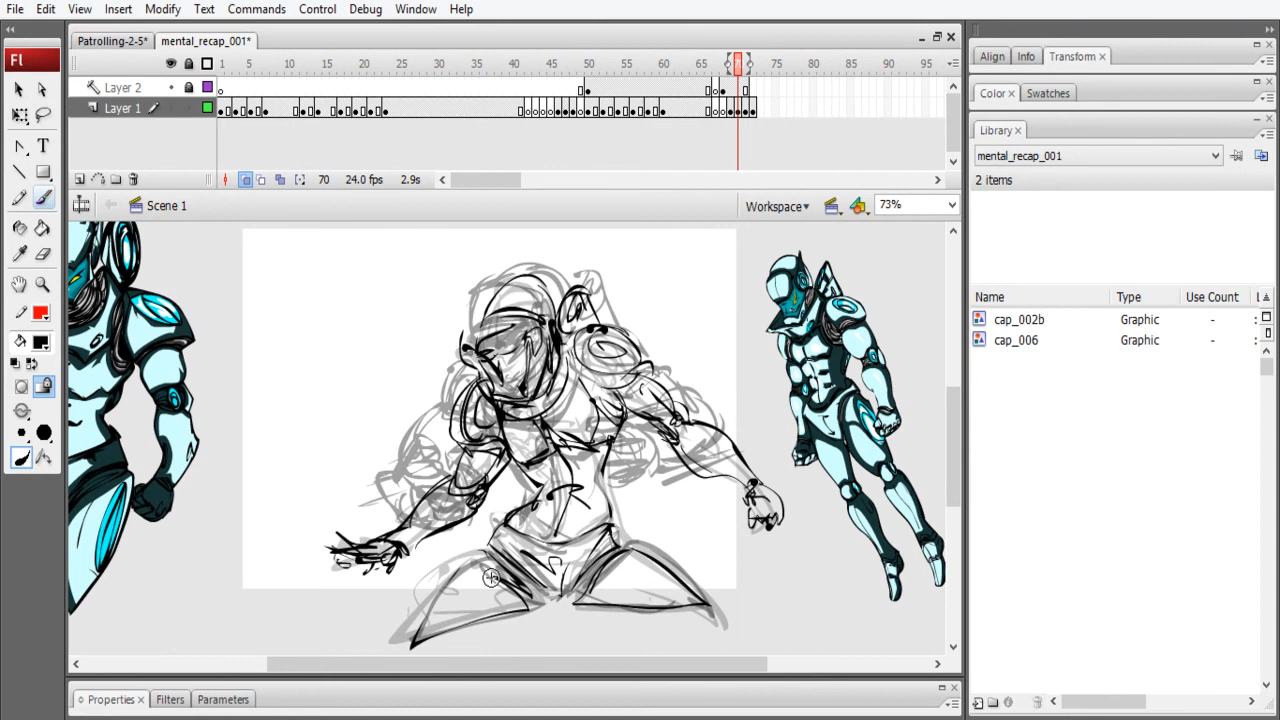 File Edit View Insert Modify Text Commands Control Debug Window Help
Fl
Patrolling-2-5* mental_recap_001*
1 5 10 15 20 25 30 35 40 45 50 55 60 65 75 80 85 90 95
Layer 2
Layer 1
70 24.0 fps 2.9s
Scene 1 Workspace 73%
Align Info Transform
Color Swatches
Library
mental_recap_001
2 items
Name Type Use Count L
cap_002b Graphic -
cap_006 Graphic -
Properties Filters Parameters